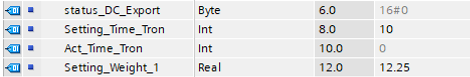 status_DC_Export Byte 6.0 16#0
Setting_Time_Tron Int 8.0 10
Act_Time_Tron Int 10.0 0
Setting_Weight_1 Real 12.0 12.25